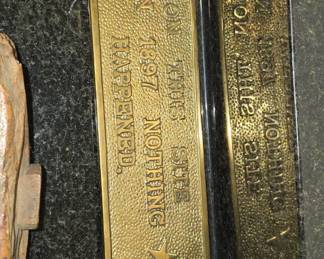 ON THIS SITE
1897 NOTHING
HAPPENED.